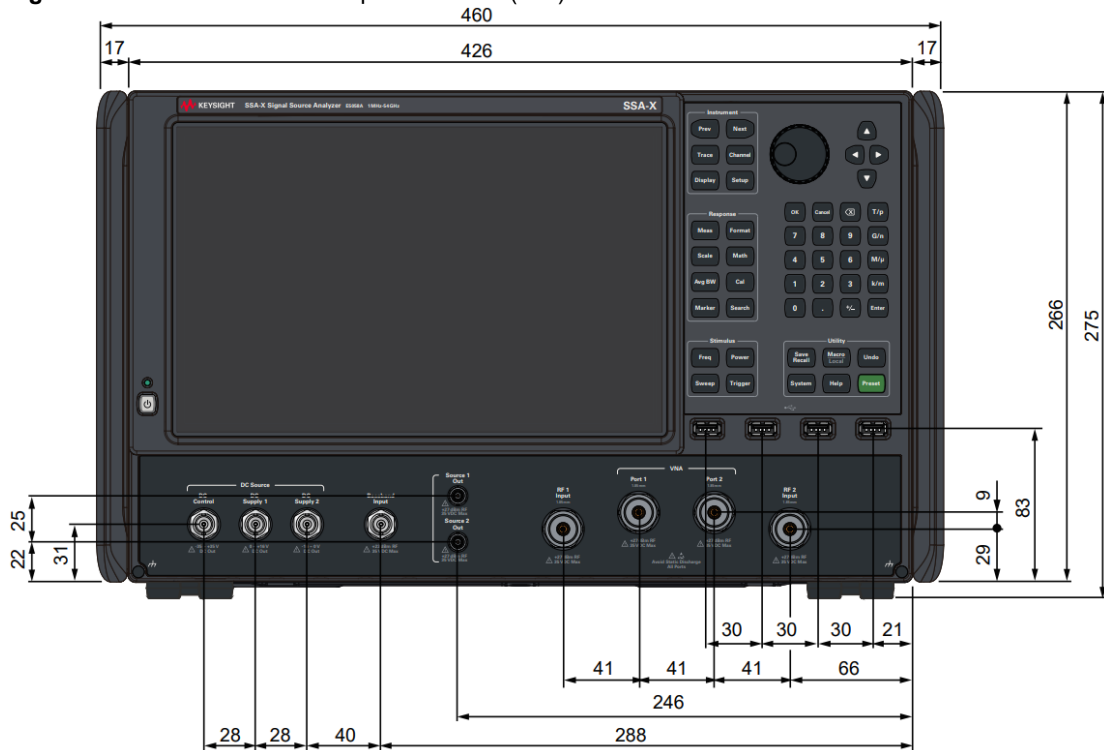 460
17
426
17
KEYSIGHT SSA-X Signal Source Analyzer
SSA-X
Instrument
Prev
Next
Trace
Channel
Display
Setup
Response
Meas
Format
Scale
Math
Avg BW
Cal
Marker
Search
Stimulus
Freq
Power
Sweep
Trigger
OK
Cancel
T/p
7
8
9
G/n
4
5
6
M/µ
1
2
3
k/m
0
.
+/-
Enter
Utility
Save Recall
Macro Local
Undo
System
Help
Preset
266
275
DC Source
Control
Supply 1
Supply 2
Input
Source 1
Out
Source 2
Out
VNA
RF 1
Input
Port 1
Port 2
RF 2
Input
Avoid Static Discharge
All Ports
25
22
31
9
29
83
30
30
30
21
41
41
41
66
246
28
28
40
288